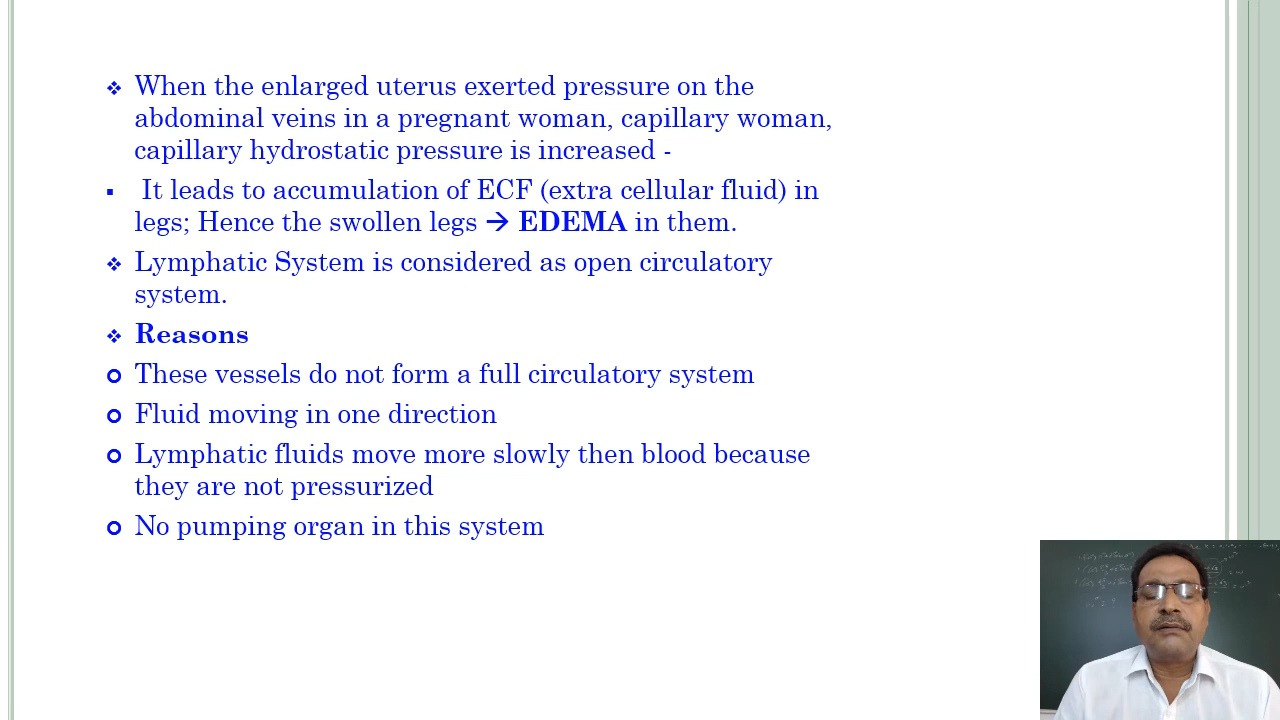 ❖ When the enlarged uterus exerted pressure on the
abdominal veins in a pregnant woman, capillary woman,
capillary hydrostatic pressure is increased -
▪ It leads to accumulation of ECF (extra cellular fluid) in
legs; Hence the swollen legs → EDEMA in them.
❖ Lymphatic System is considered as open circulatory
system.
❖ Reasons
o These vessels do not form a full circulatory system
o Fluid moving in one direction
o Lymphatic fluids move more slowly then blood because
they are not pressurized
o No pumping organ in this system